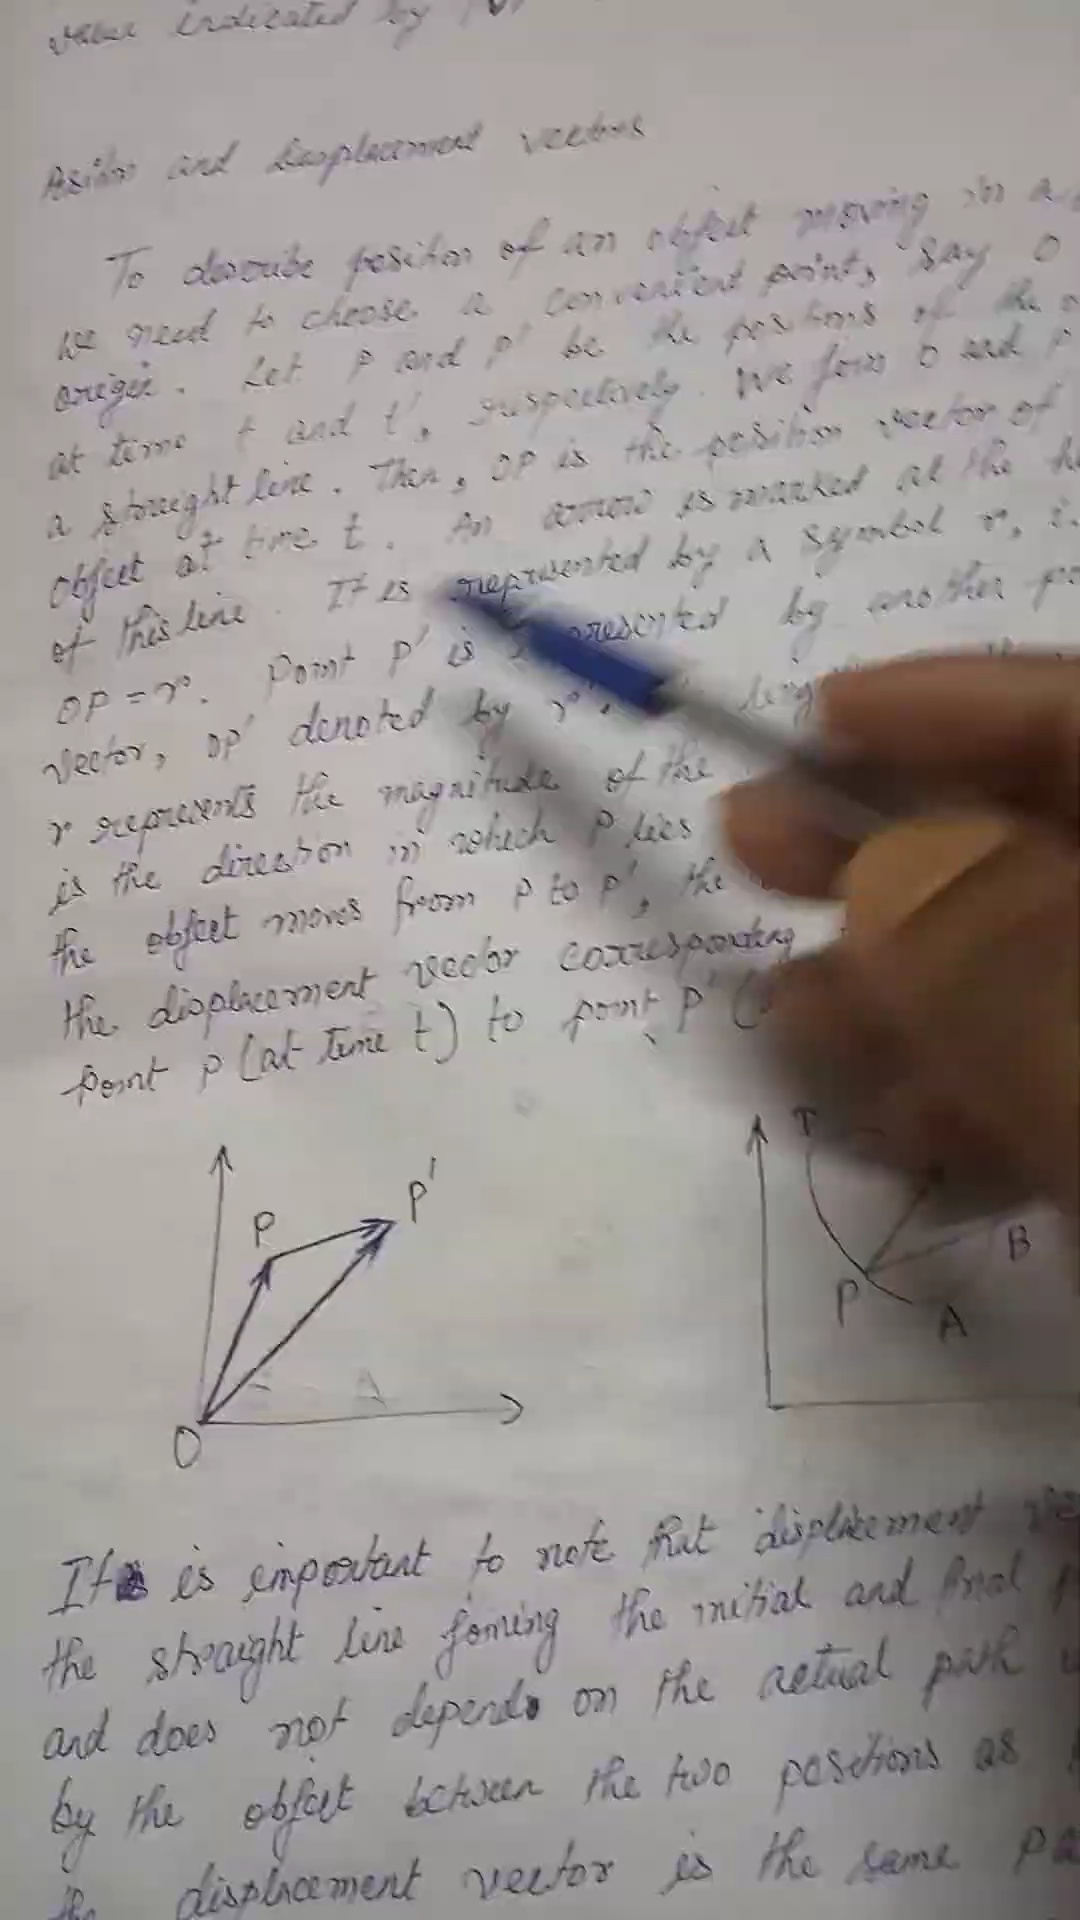 value indicated by
Position and Displacement vectors
To describe position of an object moving in a
we need to choose a convenient point, say O
origin. Let P and P' be the positions of the
at time t and t', respectively. We join O and P
a straight line. Then, OP is the position vector of
object at time t. An arrow is marked at the
of this line. It is represented by a symbol r, i.
OP = r. Point P' is represented by another
vector, OP' denoted by r'.
r represents the magnitude of the
is the direction in which P lies
the object moves from P to P', the
the displacement vector corresponding
point P (at time t) to point P'
P P' O
P B A
It is important to note that displacement
the straight line joining the initial and final
and does not depend on the actual path
by the object between the two positions as
the displacement vector is the same